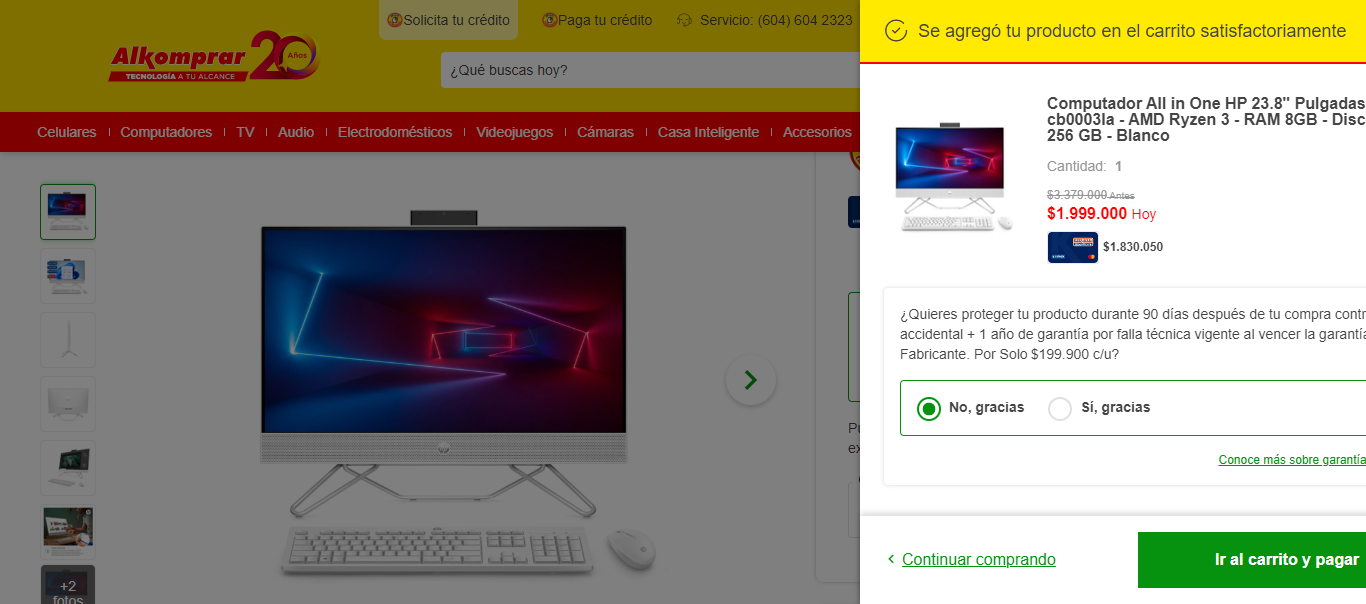 Solicita tu crédito
Paga tu crédito
Servicio: (604) 604 2323
Alkomprar 20 Años
TECNOLOGÍA A TU ALCANCE
¿Qué buscas hoy?
Celulares
Computadores
TV
Audio
Electrodomésticos
Videojuegos
Cámaras
Casa Inteligente
Accesorios
+2
fotos
Se agregó tu producto en el carrito satisfactoriamente
Computador All in One HP 23.8" Pulgadas
cb0003la - AMD Ryzen 3 - RAM 8GB - Disc
256 GB - Blanco
Cantidad: 1
$3.379.000 Antes
$1.999.000 Hoy
$1.830.050
¿Quieres proteger tu producto durante 90 días después de tu compra contr
accidental + 1 año de garantía por falla técnica vigente al vencer la garantía
Fabricante. Por Solo $199.900 c/u?
No, gracias
Sí, gracias
Conoce más sobre garantía
Continuar comprando
Ir al carrito y pagar